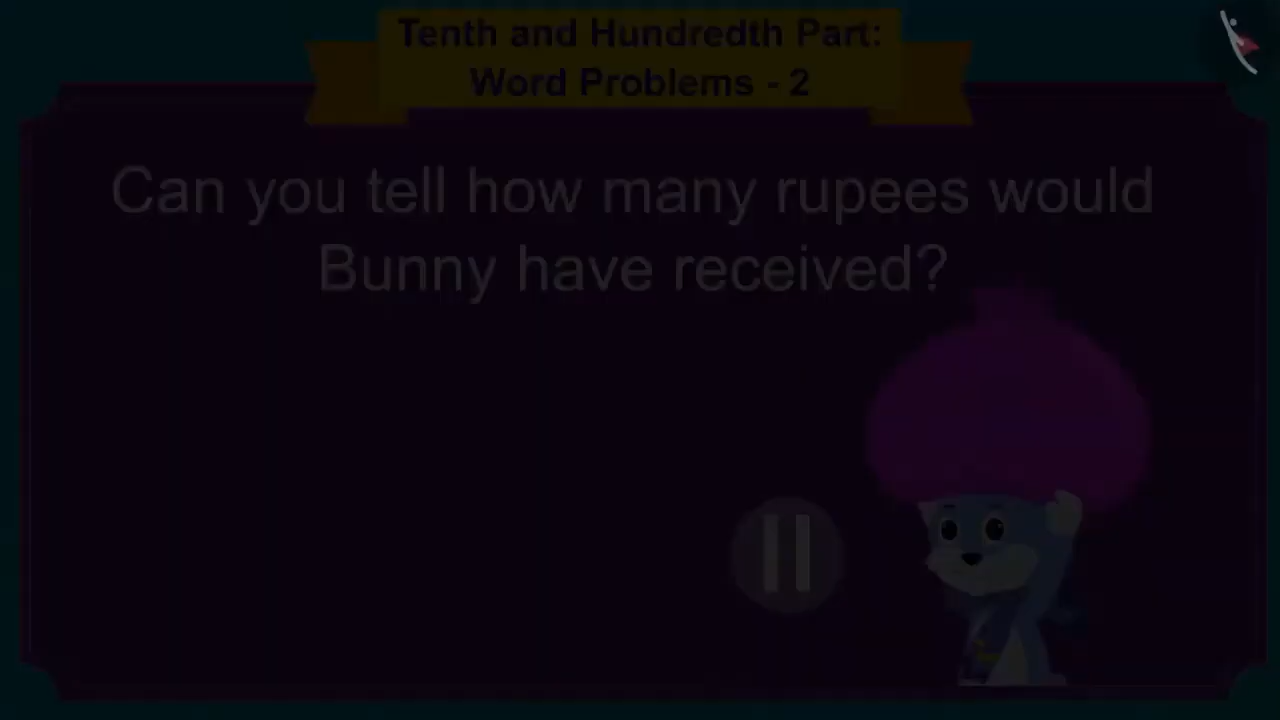 Tenth and Hundredth Part:
Word Problems - 2
Can you tell how many rupees would
Bunny have received?